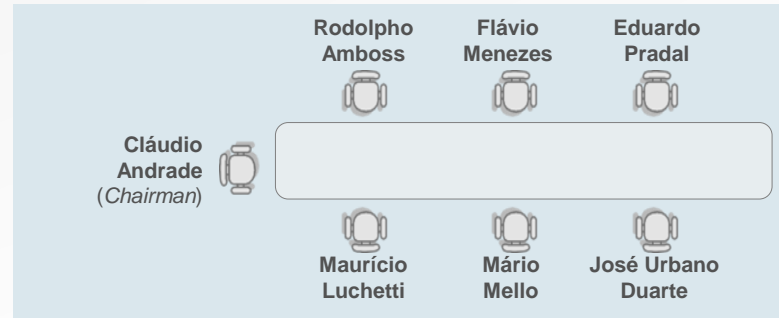 Rodolpho
Amboss
Flávio
Menezes
Eduardo
Pradal
Cláudio
Andrade
(Chairman)
Maurício
Luchetti
Mário
Mello
José Urbano
Duarte